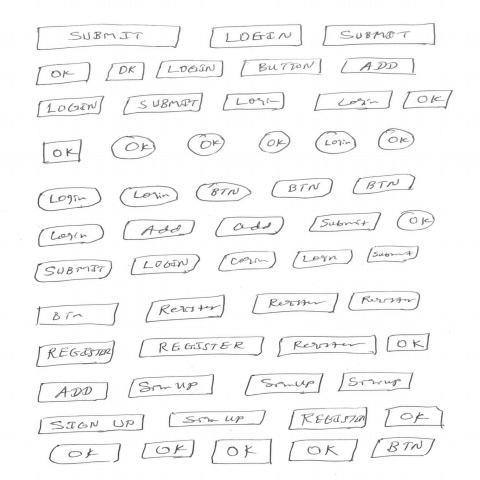 SUBMIT LOGIN SUBMIT
OK OK LOGIN BUTTON ADD
LOGIN SUBMIT Login Login OK
OK OK OK OK Login OK
Login Login BTN BTN BTN
Login Add add Submit OK
SUBMIT LOGIN Login Login Submit
Btn Register Register Register
REGISTER REGISTER Register OK
ADD Sign UP Sign UP Sign up
SIGN UP Sign UP REGISTER OK
OK OK OK OK BTN